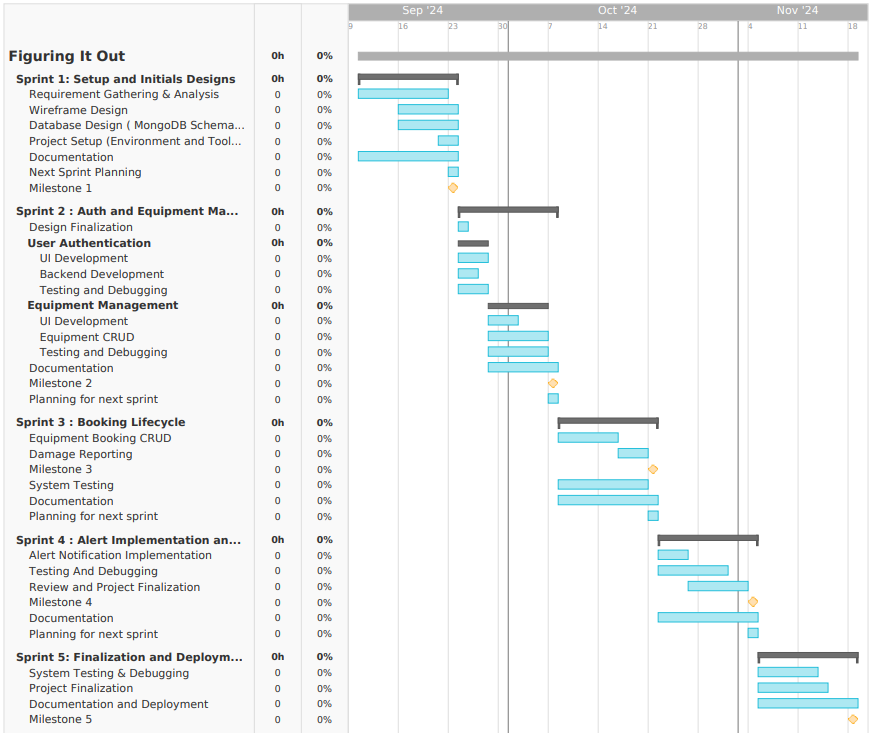 Sep '24 Oct '24 Nov '24
9 16 23 30 7 14 21 28 4 11 18
Figuring It Out 0h 0%
Sprint 1: Setup and Initials Designs 0h 0%
Requirement Gathering & Analysis 0 0%
Wireframe Design 0 0%
Database Design ( MongoDB Schema... 0 0%
Project Setup (Environment and Tool... 0 0%
Documentation 0 0%
Next Sprint Planning 0 0%
Milestone 1 0 0%
Sprint 2 : Auth and Equipment Ma... 0h 0%
Design Finalization 0 0%
User Authentication 0h 0%
UI Development 0 0%
Backend Development 0 0%
Testing and Debugging 0 0%
Equipment Management 0h 0%
UI Development 0 0%
Equipment CRUD 0 0%
Testing and Debugging 0 0%
Documentation 0 0%
Milestone 2 0 0%
Planning for next sprint 0 0%
Sprint 3 : Booking Lifecycle 0h 0%
Equipment Booking CRUD 0 0%
Damage Reporting 0 0%
Milestone 3 0 0%
System Testing 0 0%
Documentation 0 0%
Planning for next sprint 0 0%
Sprint 4 : Alert Implementation an... 0h 0%
Alert Notification Implementation 0 0%
Testing And Debugging 0 0%
Review and Project Finalization 0 0%
Milestone 4 0 0%
Documentation 0 0%
Planning for next sprint 0 0%
Sprint 5: Finalization and Deploym... 0h 0%
System Testing & Debugging 0 0%
Project Finalization 0 0%
Documentation and Deployment 0 0%
Milestone 5 0 0%